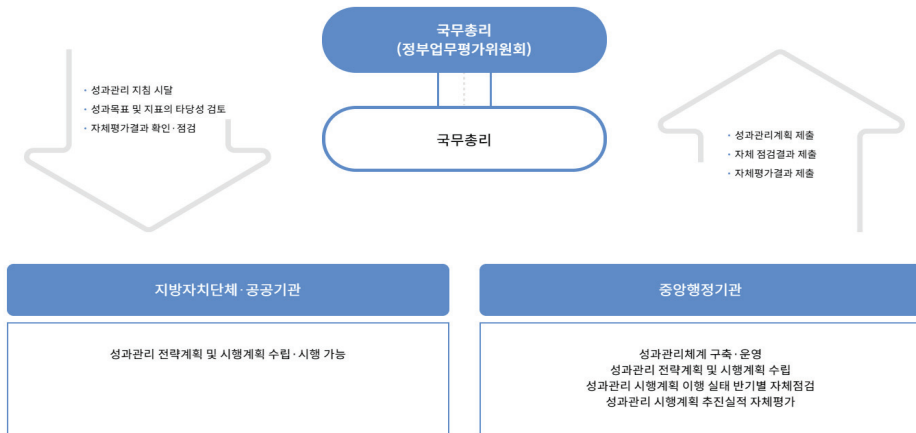 국무총리
(정부업무평가위원회)
· 성과관리 지침 시달
· 성과목표 및 지표의 타당성 검토
· 자체평가결과 확인·점검
국무총리
· 성과관리계획 제출
· 자체 점검결과 제출
· 자체평가결과 제출
지방자치단체·공공기관
성과관리 전략계획 및 시행계획 수립·시행 가능
중앙행정기관
성과관리체계 구축·운영
성과관리 전략계획 및 시행계획 수립
성과관리 시행계획 이행 실태 반기별 자체점검
성과관리 시행계획 추진실적 자체평가